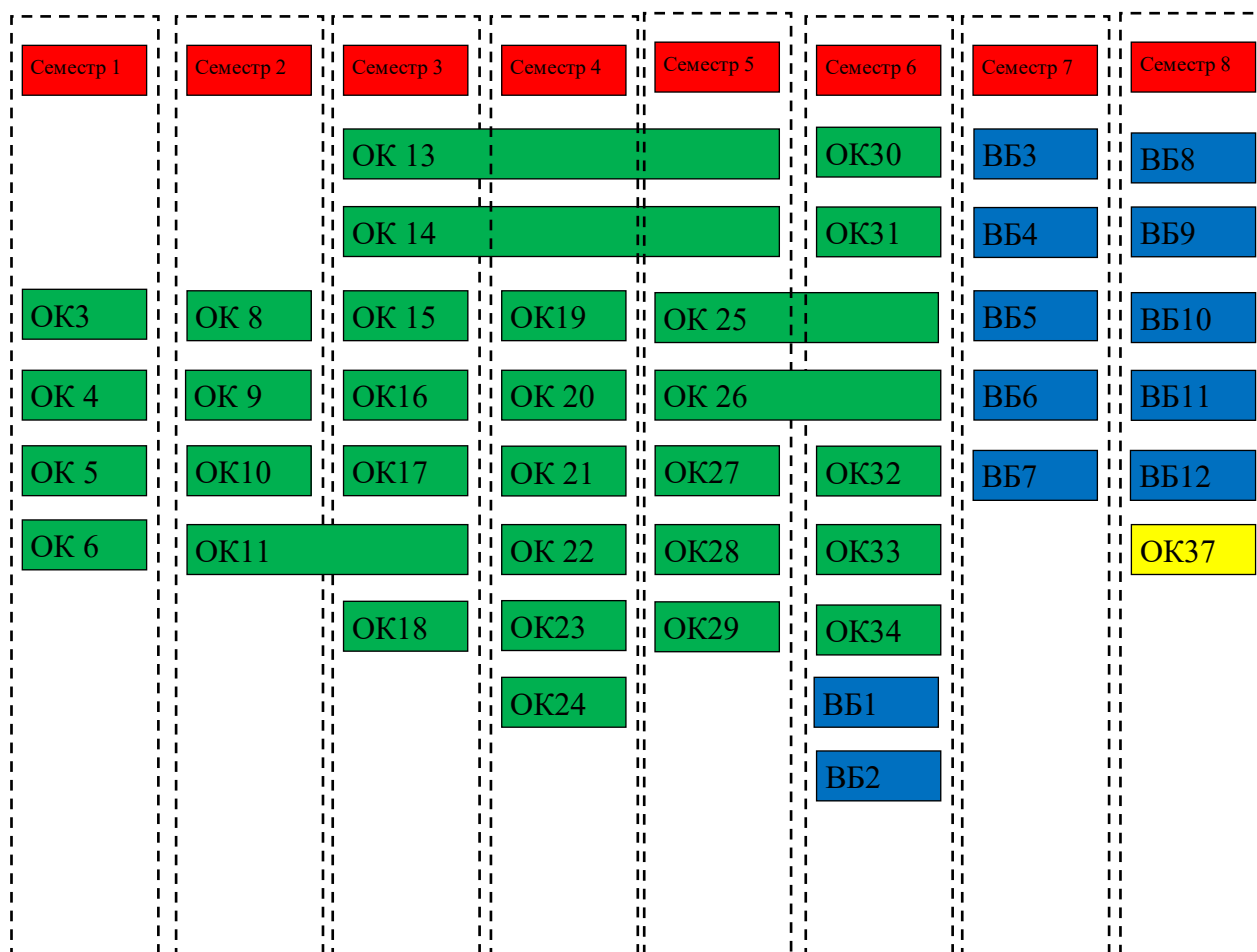 Семестр 1
Семестр 2
Семестр 3
Семестр 4
Семестр 5
Семестр 6
Семестр 7
Семестр 8
ОК 13
ОК30
ВБ3
ВБ8
ОК 14
ОК31
ВБ4
ВБ9
ОК3
ОК 8
ОК 15
ОК19
ОК 25
ВБ5
ВБ10
ОК 4
ОК 9
ОК16
ОК 20
ОК 26
ВБ6
ВБ11
ОК 5
ОК10
ОК17
ОК 21
ОК27
ОК32
ВБ7
ВБ12
ОК 6
ОК11
ОК 22
ОК28
ОК33
ОК37
ОК18
ОК23
ОК29
ОК34
ОК24
ВБ1
ВБ2